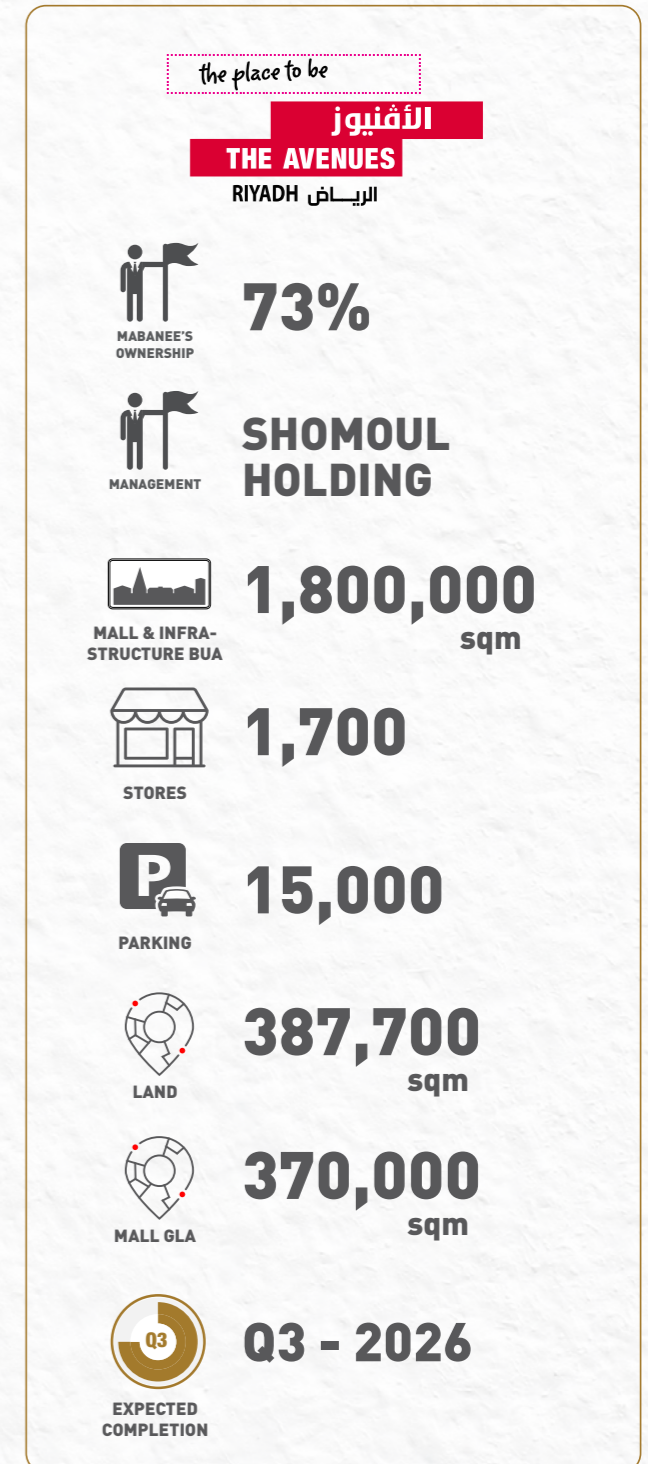 the place to be
الأڤنيوز
THE AVENUES
RIYADH الريــاض
73%
MABANEE'S
OWNERSHIP
SHOMOUL
HOLDING
MANAGEMENT
1,800,000
sqm
MALL & INFRA-
STRUCTURE BUA
1,700
STORES
P
15,000
PARKING
387,700
sqm
LAND
370,000
sqm
MALL GLA
Q3
Q3 - 2026
EXPECTED
COMPLETION